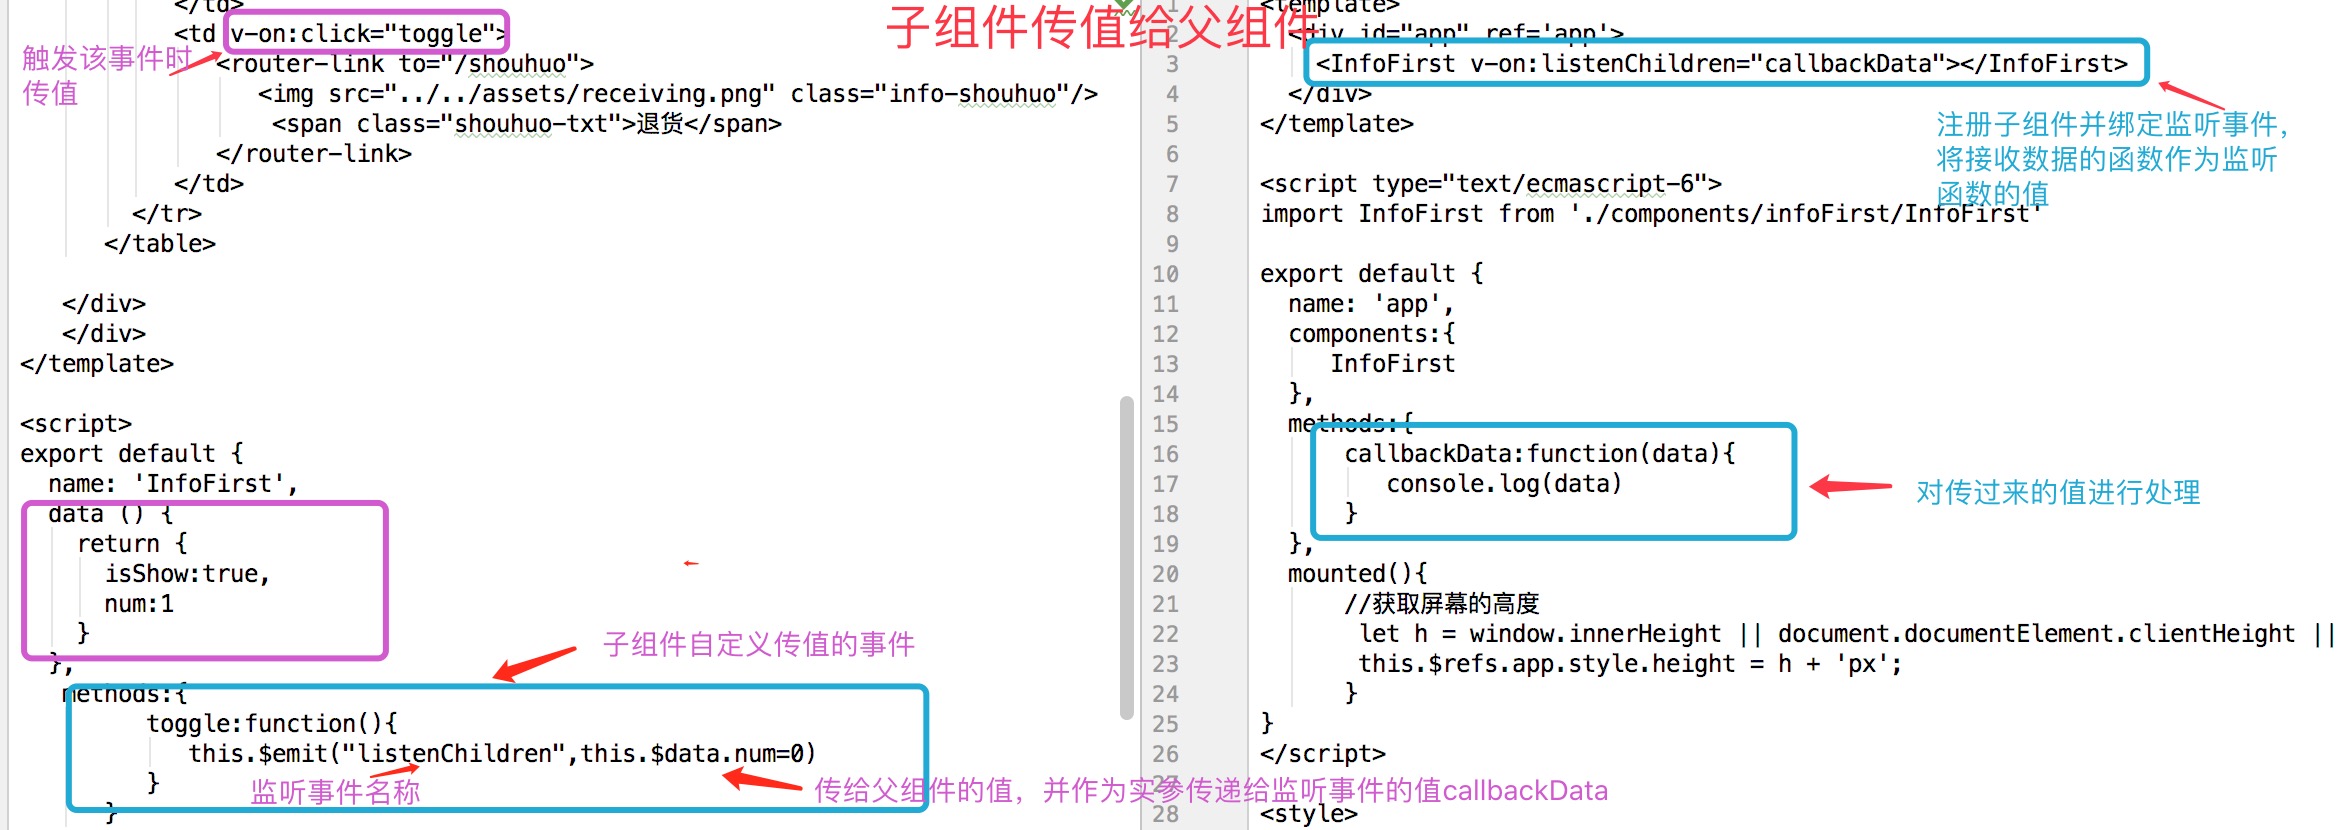 子组件传值给父组件
</td>
<td v-on:click="toggle">
触发该事件时
传值
<router-link to="/shouhuo">
<img src="../../assets/receiving.png" class="info-shouhuo"/>
<span class="shouhuo-txt">退货</span>
</router-link>
</td>
</tr>
</table>
</div>
</div>
</template>
<script>
export default {
name: 'InfoFirst',
data () {
return {
isShow:true,
num:1
}
},
子组件自定义传值的事件
methods:{
toggle:function(){
this.$emit("listenChildren",this.$data.num=0)
}
监听事件名称
传给父组件的值，并作为实参传递给监听事件的值callbackData
}
1 <template>
2 <div id="app" ref='app'>
3 <InfoFirst v-on:listenChildren="callbackData"></InfoFirst>
4 </div>
5 </template>
注册子组件并绑定监听事件，
将接收数据的函数作为监听
函数的值
6
7 <script type="text/ecmascript-6">
8 import InfoFirst from './components/infoFirst/InfoFirst'
9
10 export default {
11 name: 'app',
12 components:{
13 InfoFirst
14 },
15 methods:{
16 callbackData:function(data){
17 console.log(data)
对传过来的值进行处理
18 }
19 },
20 mounted(){
21 //获取屏幕的高度
22 let h = window.innerHeight || document.documentElement.clientHeight ||
23 this.$refs.app.style.height = h + 'px';
24 }
25 }
26 </script>
27
28 <style>